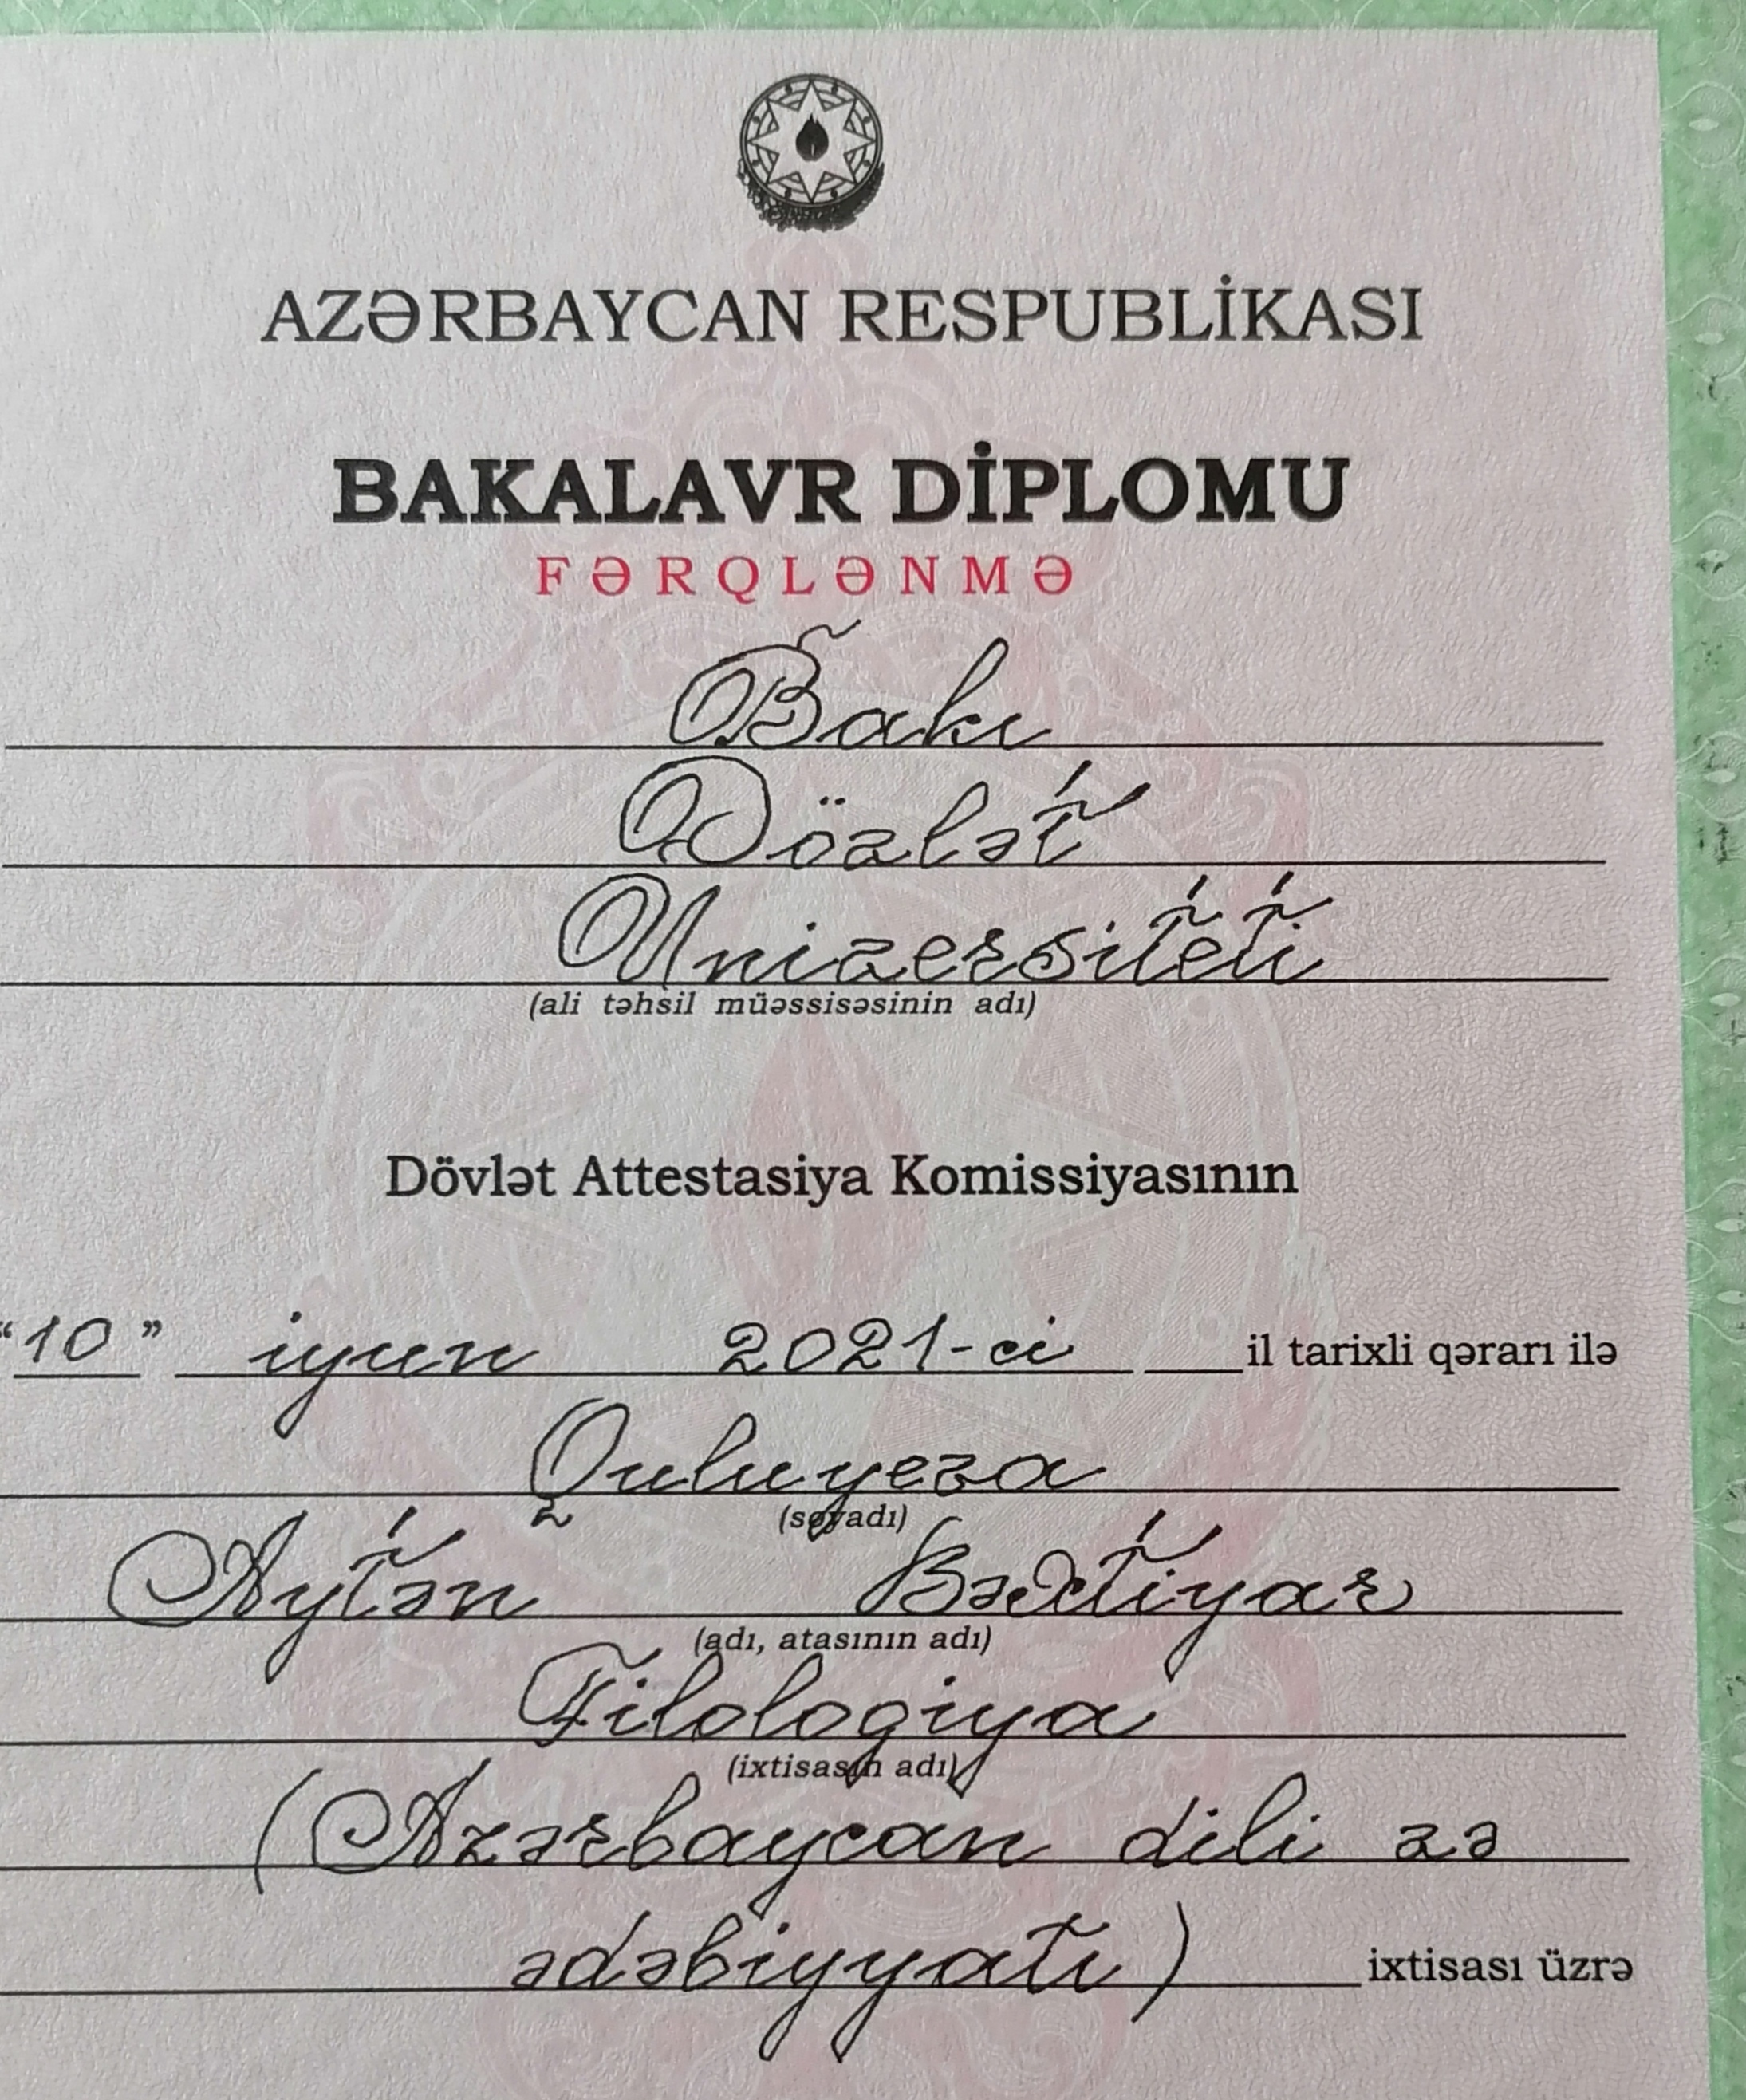 AZƏRBAYCAN RESPUBLİKASI
BAKALAVR DİPLOMU
FƏRQLƏNMƏ
Bakı
Dövlət
Universiteti
(ali təhsil müəssisəsinin adı)
Dövlət Attestasiya Komissiyasının
“10” iyun 2021-ci il tarixli qərarı ilə
Quluyeva
(soyadı)
Aytən Bəxtiyar
(adı, atasının adı)
Filologiya
(ixtisasın adı)
(Azərbaycan dili və
ədəbiyyatı) ixtisası üzrə